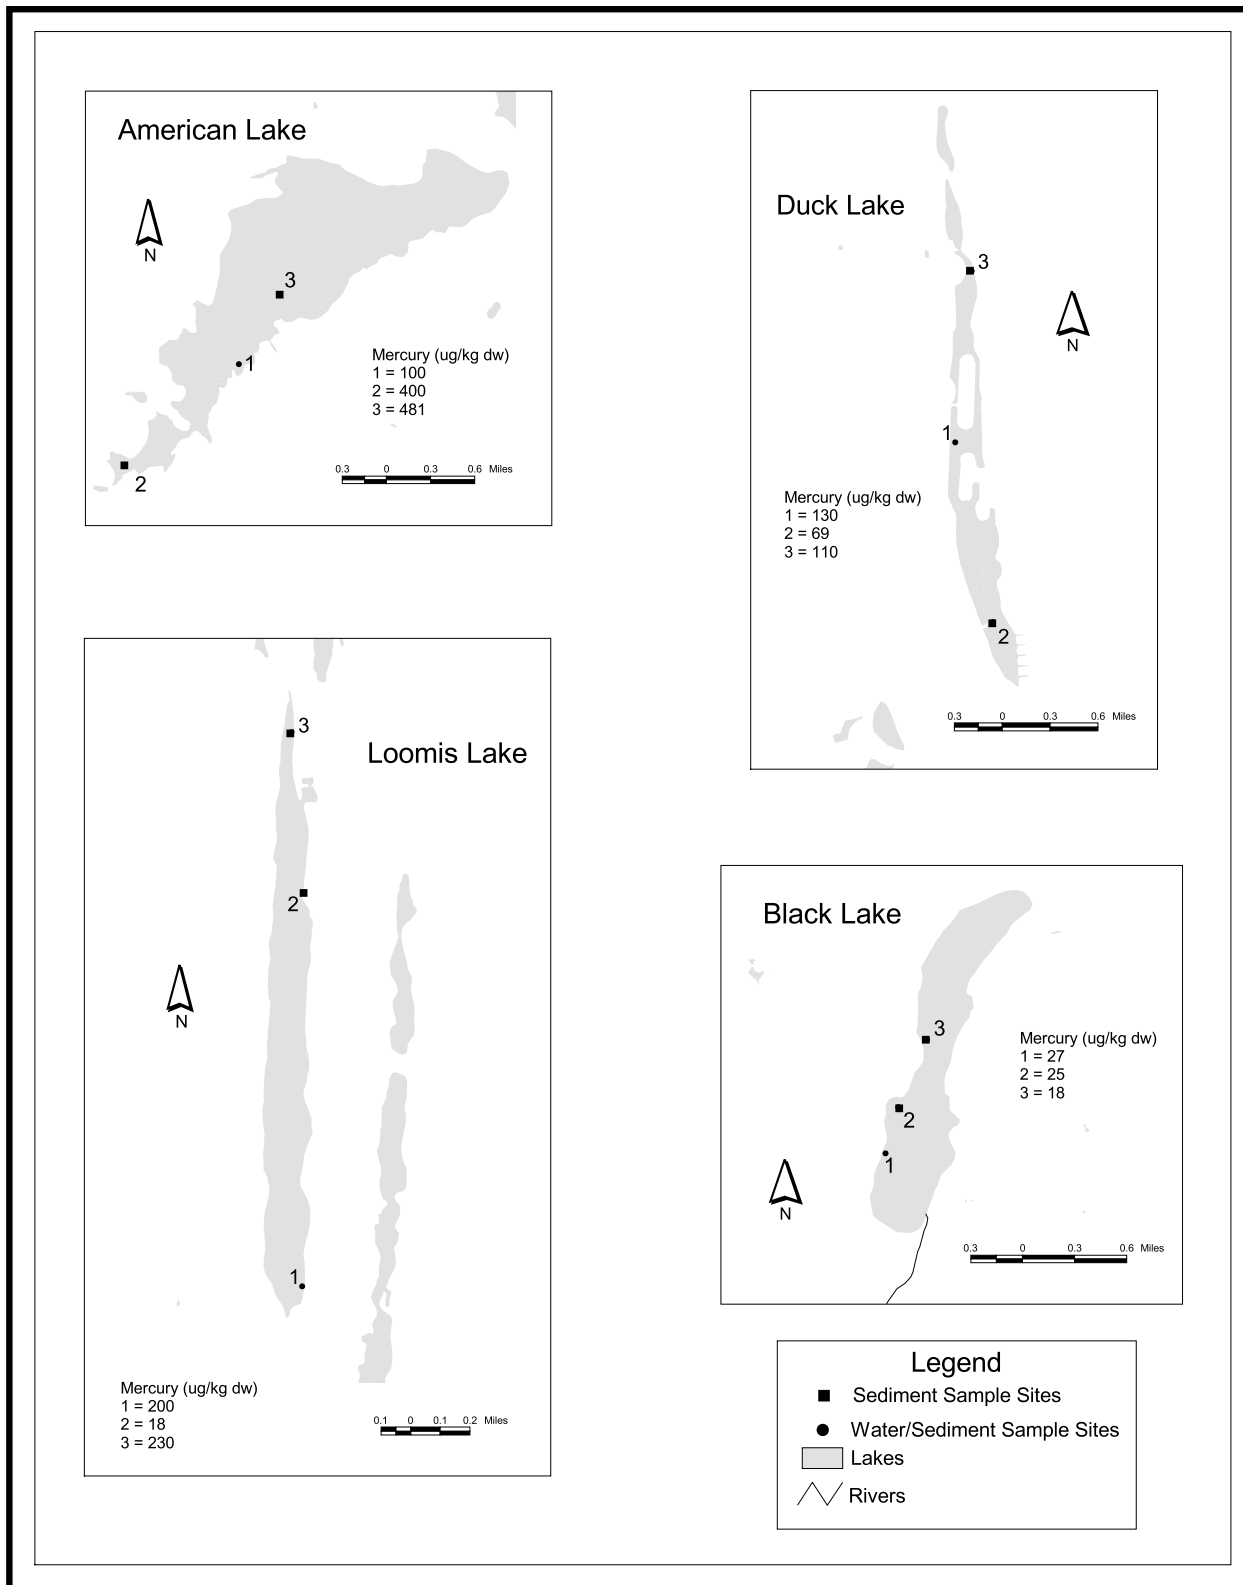 American Lake
N
3
1
2
Mercury (ug/kg dw)
1 = 100
2 = 400
3 = 481
0.3 0 0.3 0.6 Miles
Duck Lake
3
N
1
Mercury (ug/kg dw)
1 = 130
2 = 69
3 = 110
2
0.3 0 0.3 0.6 Miles
3
Loomis Lake
2
N
1
Mercury (ug/kg dw)
1 = 200
2 = 18
3 = 230
0.1 0 0.1 0.2 Miles
Black Lake
3
Mercury (ug/kg dw)
1 = 27
2 = 25
3 = 18
2
1
N
0.3 0 0.3 0.6 Miles
Legend
Sediment Sample Sites
Water/Sediment Sample Sites
Lakes
Rivers